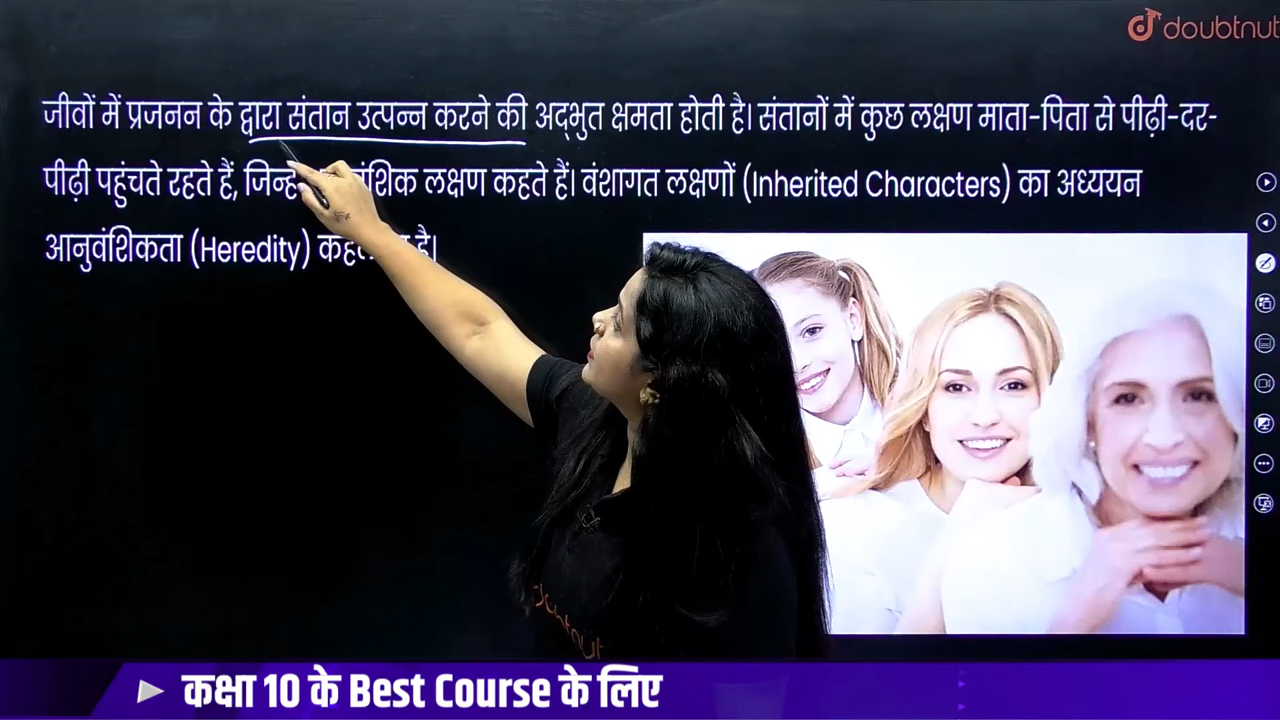 doubtnut
जीवों में प्रजनन के द्वारा संतान उत्पन्न करने की अद्भुत क्षमता होती है। संतानों में कुछ लक्षण माता-पिता से पीढ़ी-दर-
पीढ़ी पहुंचते रहते हैं, लक्षण कहते हैं। वंशागत लक्षणों (Inherited Characters) का अध्ययन
आनुवंशिकता (Heredity) है।
doubtnut
कक्षा 10 के Best Course के लिए